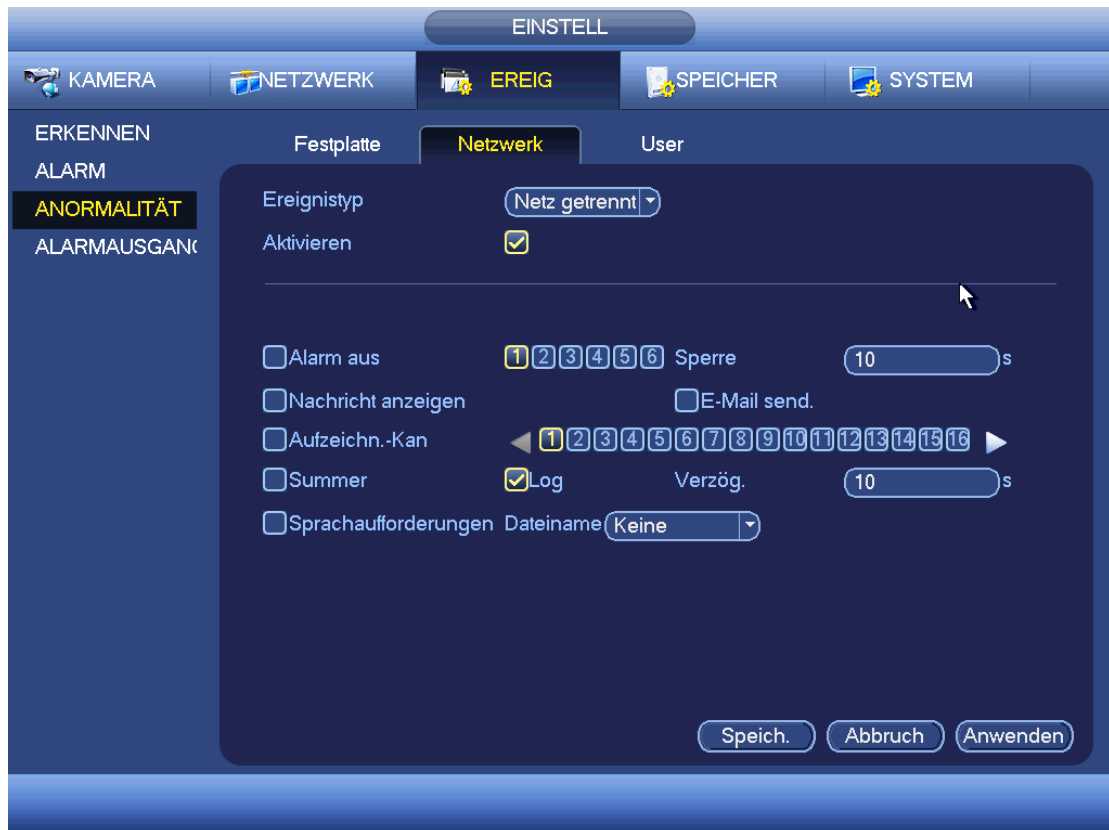 EINSTELL
KAMERA NETZWERK EREIG SPEICHER SYSTEM
ERKENNEN
ALARM
ANORMALITÄT
ALARMAUSGAN
Festplatte Netzwerk User
Ereignistyp Netz getrennt
Aktivieren
Alarm aus 1 2 3 4 5 6 Sperre 10 s
Nachricht anzeigen E-Mail send.
Aufzeichn.-Kan 1 2 3 4 5 6 7 8 9 10 11 12 13 14 15 16
Summer Log Verzög. 10 s
Sprachaufforderungen Dateiname Keine
Speich. Abbruch Anwenden